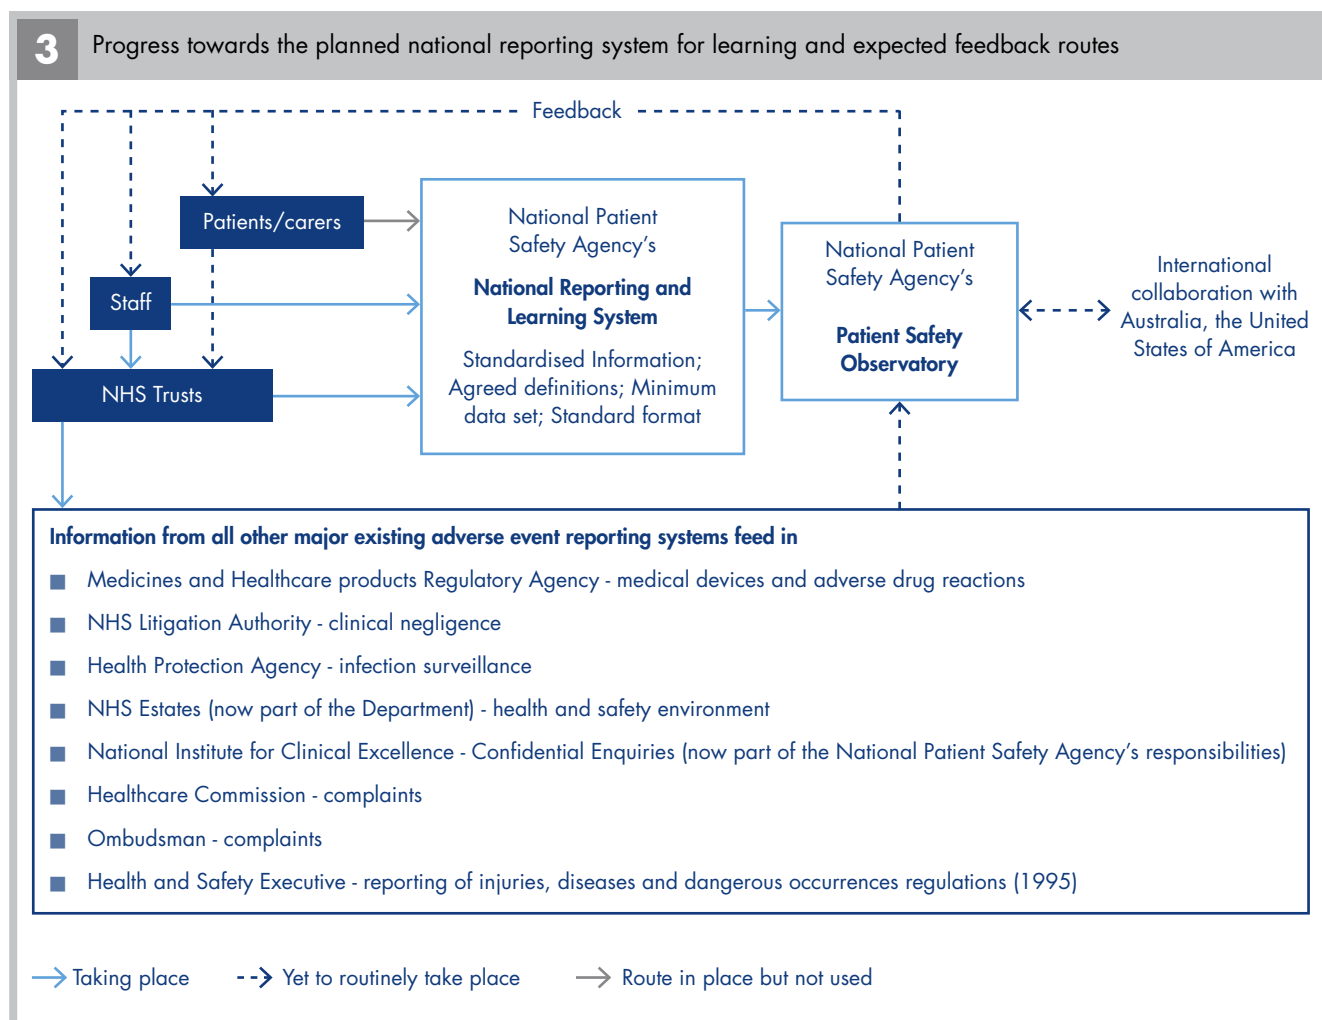 3
Progress towards the planned national reporting system for learning and expected feedback routes
Feedback
Patients/carers
Staff
NHS Trusts
National Patient
Safety Agency's
National Reporting and
Learning System
Standardised Information;
Agreed definitions; Minimum
data set; Standard format
National Patient
Safety Agency's
Patient Safety
Observatory
International
collaboration with
Australia, the United
States of America
Information from all other major existing adverse event reporting systems feed in
Medicines and Healthcare products Regulatory Agency - medical devices and adverse drug reactions
NHS Litigation Authority - clinical negligence
Health Protection Agency - infection surveillance
NHS Estates (now part of the Department) - health and safety environment
National Institute for Clinical Excellence - Confidential Enquiries (now part of the National Patient Safety Agency's responsibilities)
Healthcare Commission - complaints
Ombudsman - complaints
Health and Safety Executive - reporting of injuries, diseases and dangerous occurrences regulations (1995)
Taking place
Yet to routinely take place
Route in place but not used